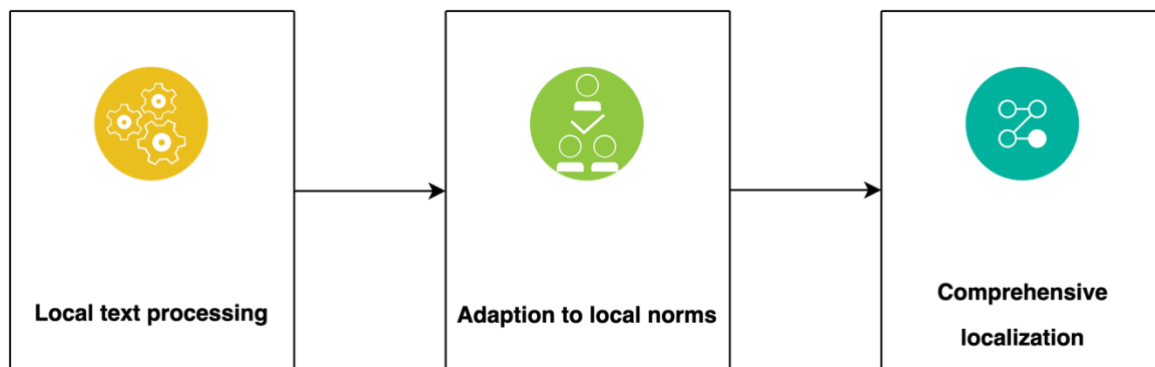 Local text processing
Adaption to local norms
Comprehensive
localization